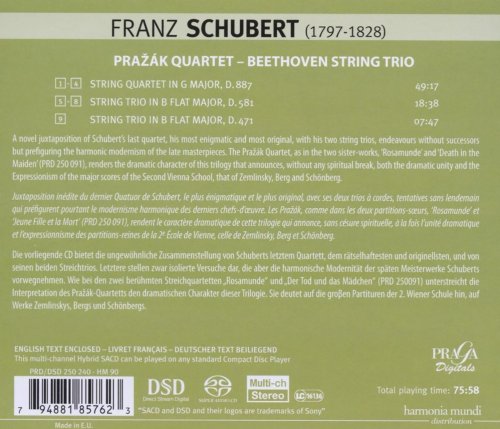 FRANZ SCHUBERT (1797-1828)
PRAŽÁK QUARTET – BEETHOVEN STRING TRIO
1-4 STRING QUARTET IN G MAJOR, D. 887 49:17
5-8 STRING TRIO IN B FLAT MAJOR, D. 581 18:38
9 STRING TRIO IN B FLAT MAJOR, D. 471 07:47
A novel juxtaposition of Schubert's last quartet, his most enigmatic and most original, with his two string trios, endeavours without successors
but prefiguring the harmonic modernism of the late masterpieces. The Pražák Quartet, as in the two sister-works, 'Rosamunde' and 'Death In the
Maiden' (PRD 250 091), renders the dramatic character of this trilogy that announces, without any spiritual break, both the dramatic unity and the
Expressionism of the major scores of the Second Vienna School, that of Zemlinsky, Berg and Schönberg.
Juxtaposition inédite du dernier Quatuor de Schubert, le plus énigmatique et le plus original, avec ses deux trios à cordes, tentatives sans lendemain
qui préfigurent pourtant le modernisme harmonique des derniers chefs-d'œuvre. Les Pražák, comme dans les deux partitions-sœurs, 'Rosamunde' et
'Jeune Fille et la Mort' (PRD 250 091), rendent le caractère dramatique de cette trilogie qui annonce, sans césure spirituelle, à la fois l'unité dramatique
et l'expressionnisme des partitions-reines de la 2e École de Vienne, celle de Zemlinsky, Berg et Schönberg.
Die vorliegende CD bietet die ungewöhnliche Zusammenstellung von Schuberts letztem Quartett, dem rätselhaftesten und originellsten, und von
seinen beiden Streichtrios. Letztere stellen zwar isolierte Versuche dar, die aber die harmonische Modernität der späten Meisterwerke Schuberts
vorwegnehmen. Wie bei den zwei berühmten Streichquartetten „Rosamunde" und „Der Tod und das Mädchen" (PRD 250091) unterstreicht die
Interpretation des Pražák-Quartetts den dramatischen Charakter dieser Trilogie. Sie deutet auf die großen Partituren der 2. Wiener Schule hin, auf
Werke Zemlinskys, Bergs und Schönbergs.
ENGLISH TEXT ENCLOSED – LIVRET FRANÇAIS – DEUTSCHER TEXT BEILIEGEND
This multi-channel Hybrid SACD can be played on any standard Compact Disc Player
PRD/DSD 250 240 - HM 90
PRAGA
Digitals
7 94881 85762 3
DSD
Direct Stream Digital
SUPER AUDIO CD
Multi-ch
Stereo
LC 96186
Total playing time: 75:58
"SACD and DSD and their logos are trademarks of Sony"
harmonia mundi
distribution
Made in E.U.